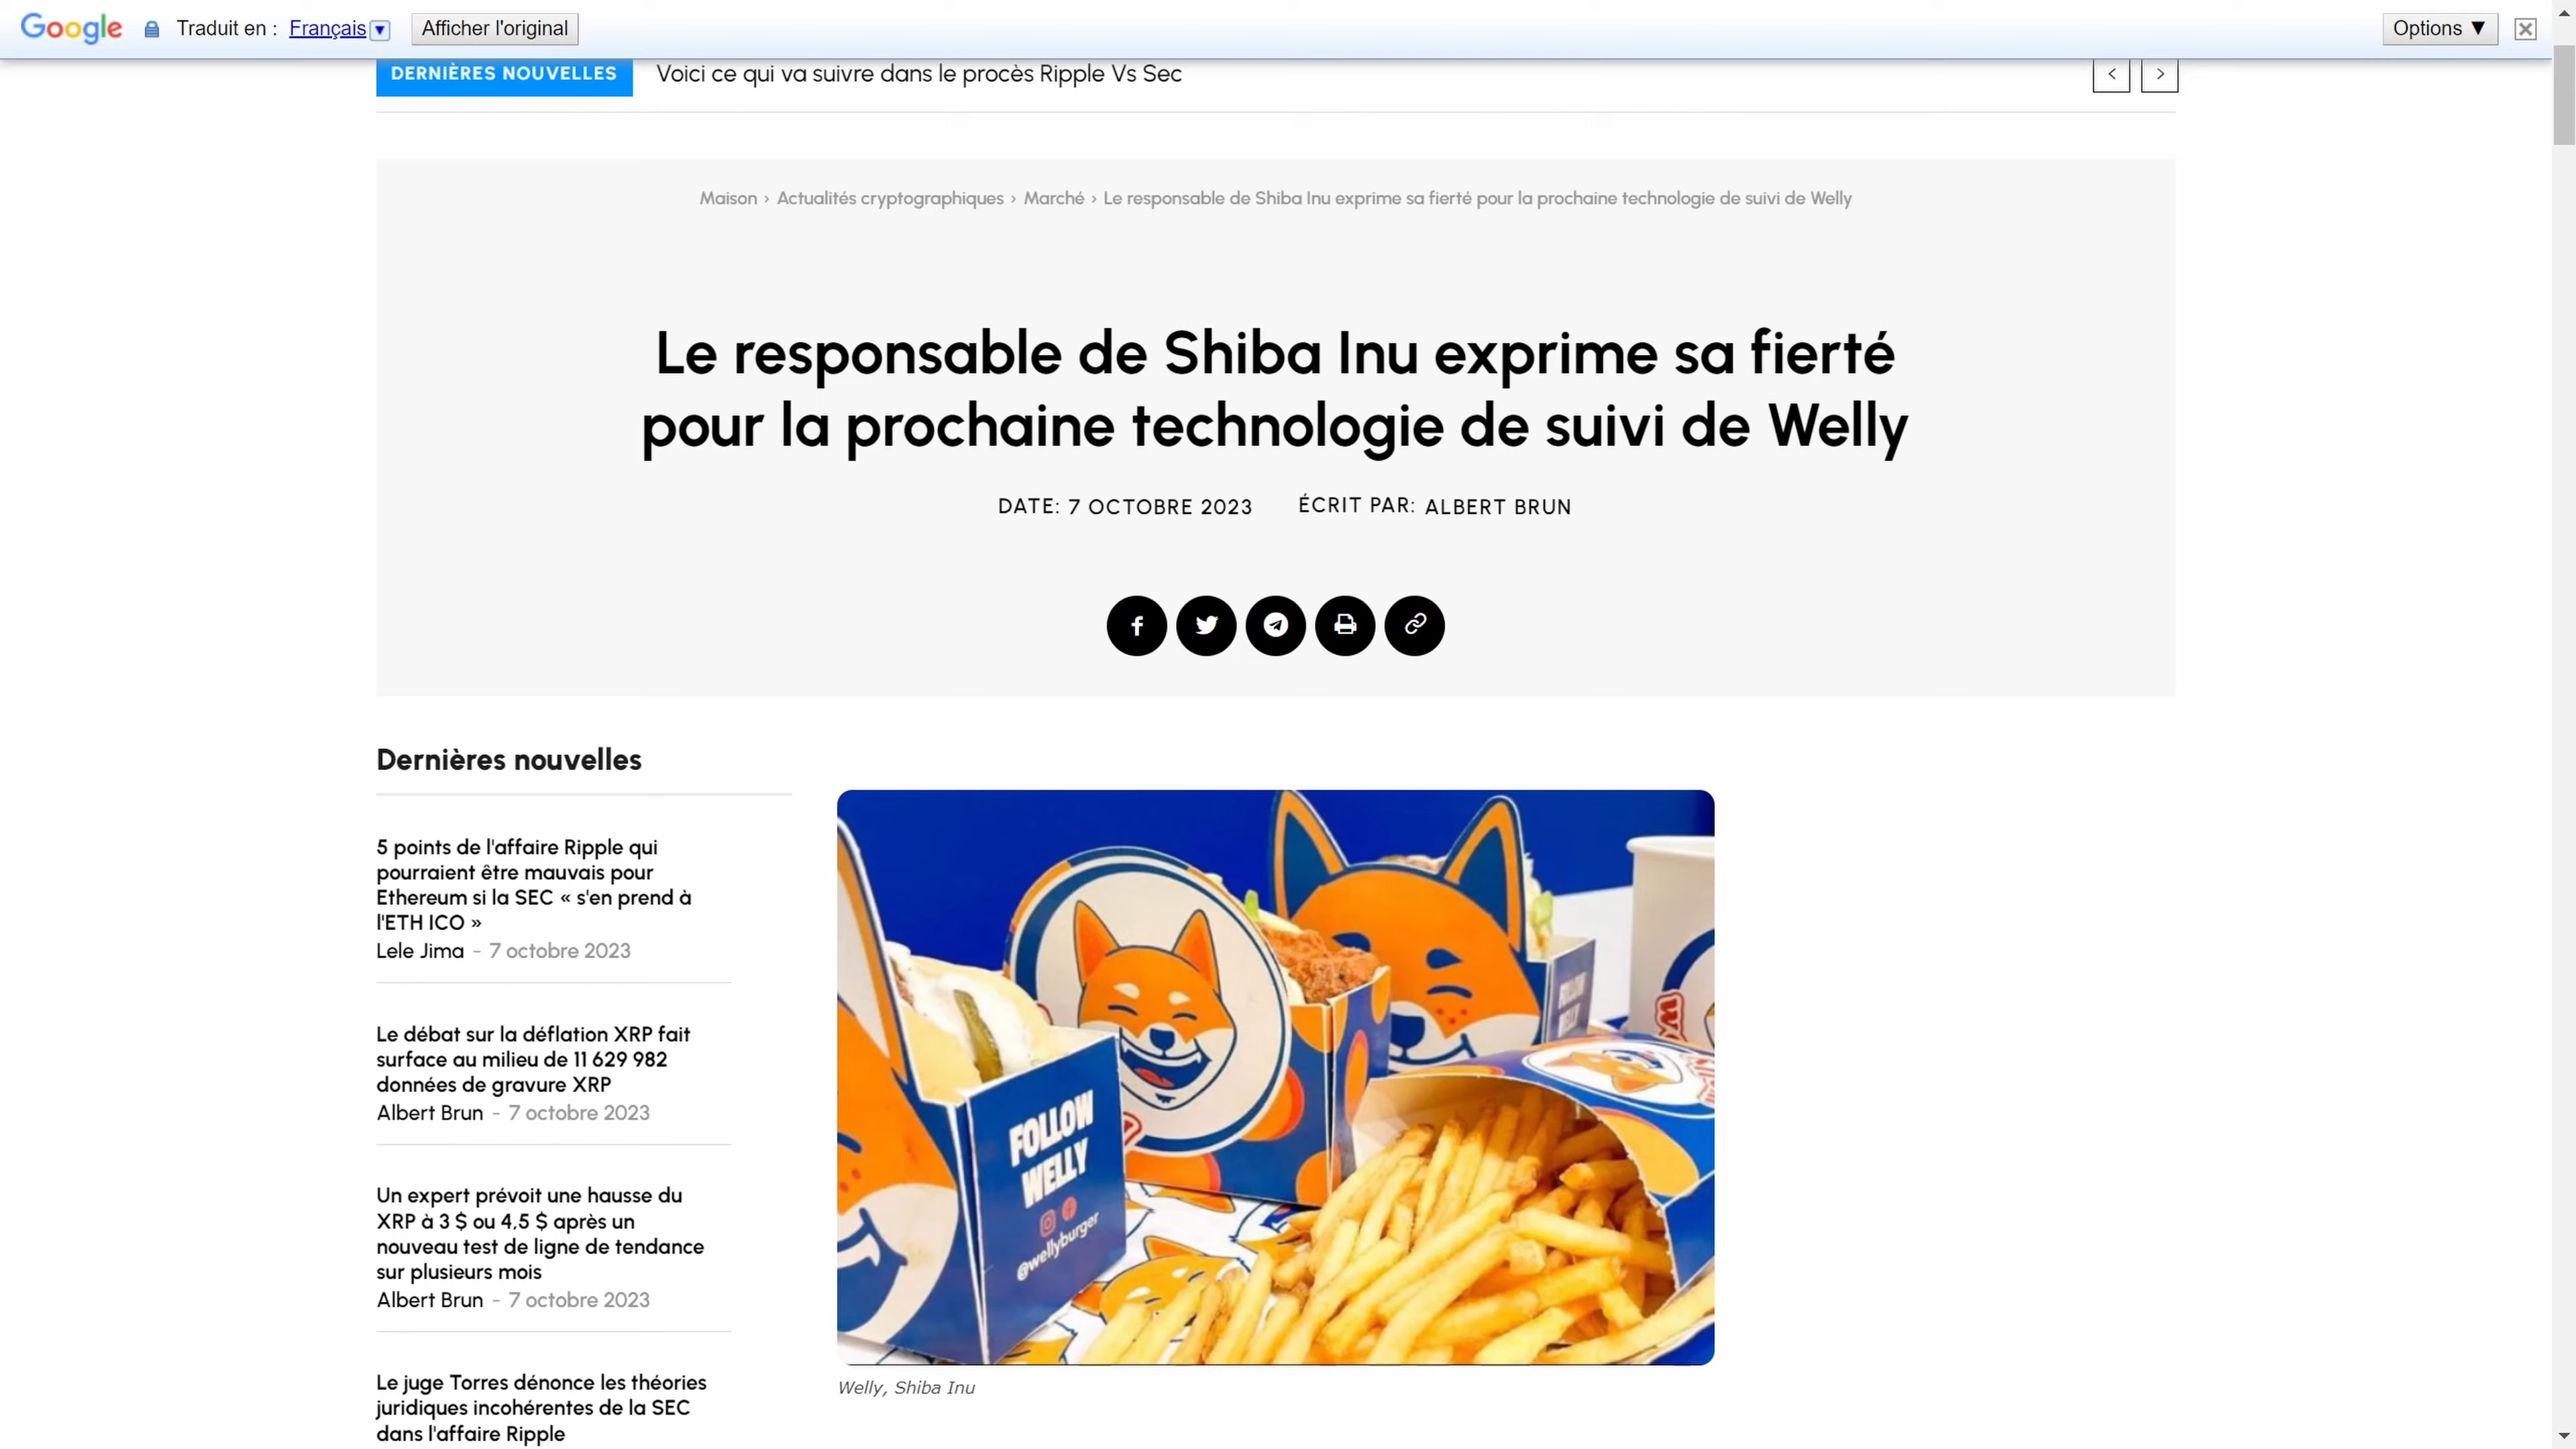 Google Traduit en : Français ▼ Afficher l'original Options ▼
DERNIÈRES NOUVELLES Voici ce qui va suivre dans le procès Ripple Vs Sec
Maison › Actualités cryptographiques › Marché › Le responsable de Shiba Inu exprime sa fierté pour la prochaine technologie de suivi de Welly
Le responsable de Shiba Inu exprime sa fierté
pour la prochaine technologie de suivi de Welly
DATE: 7 OCTOBRE 2023 ÉCRIT PAR: ALBERT BRUN
Dernières nouvelles
5 points de l'affaire Ripple qui
pourraient être mauvais pour
Ethereum si la SEC « s'en prend à
l'ETH ICO »
Lele Jima - 7 octobre 2023
Le débat sur la déflation XRP fait
surface au milieu de 11 629 982
données de gravure XRP
Albert Brun - 7 octobre 2023
Un expert prévoit une hausse du
XRP à 3 $ ou 4,5 $ après un
nouveau test de ligne de tendance
sur plusieurs mois
Albert Brun - 7 octobre 2023
Le juge Torres dénonce les théories
juridiques incohérentes de la SEC
dans l'affaire Ripple
FOLLOW
WELLY
@wellyburger
Welly, Shiba Inu